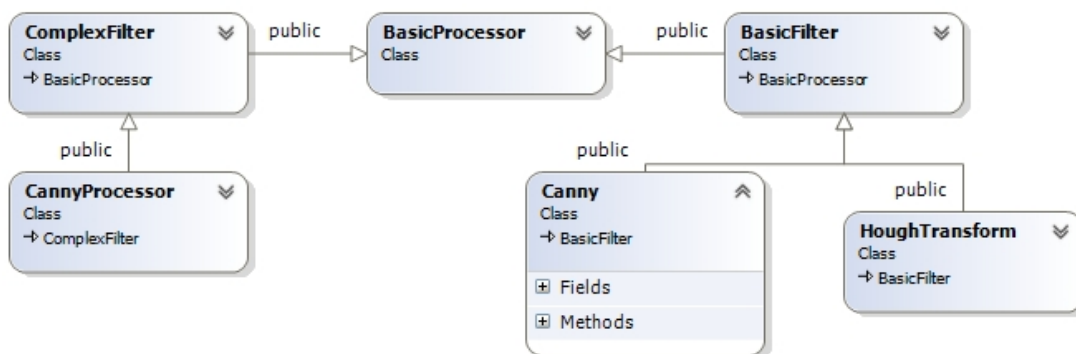 ComplexFilter
Class
BasicProcessor
public
BasicProcessor
Class
public
BasicFilter
Class
BasicProcessor
public
CannyProcessor
Class
ComplexFilter
public
Canny
Class
BasicFilter
Fields
Methods
public
HoughTransform
Class
BasicFilter